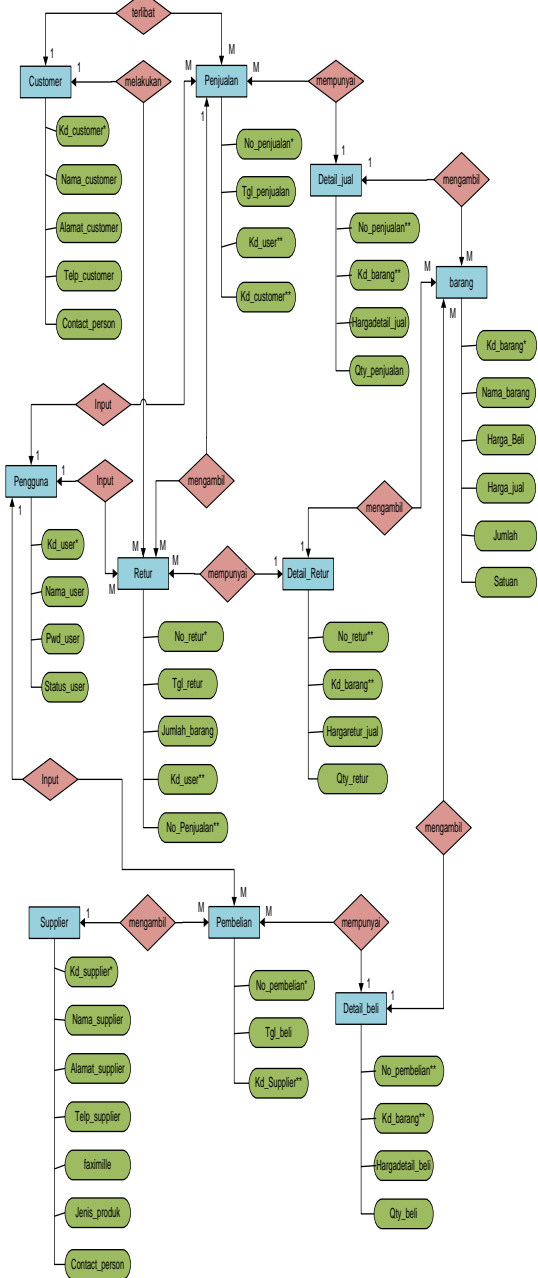 terlibat
1
M
Customer
1
melakukan
M
Penjualan
M
mempunyai
1
1
Kd_customer*
Nama_customer
Alamat_customer
Telp_customer
Contact_person
No_penjualan*
Tgl_penjualan
Kd_user**
Kd_customer**
Detail_jual
1
mengambil
No_penjualan**
Kd_barang**
Hargadetail_jual
Qty_penjualan
M
M
barang
M
Kd_barang*
Nama_barang
Harga_Beli
Harga_jual
Jumlah
Satuan
Input
1
Pengguna
1
Input
1
mengambil
mengambil
Kd_user*
Nama_user
Pwd_user
Status_user
M
M
Retur
M
M
mempunyai
1
1
Detail_Retur
No_retur*
Tgl_retur
Jumlah_barang
Kd_user**
No_Penjualan**
No_retur**
Kd_barang**
Hargaretur_jual
Qty_retur
Input
mengambil
Supplier
1
mengambil
M
M
Pembelian
M
mempunyai
1
Detail_beli
1
Kd_supplier*
Nama_supplier
Alamat_supplier
Telp_supplier
faximille
Jenis_produk
Contact_person
No_pembelian*
Tgl_beli
Kd_Supplier**
No_pembelian**
Kd_barang**
Hargadetail_beli
Qty_beli